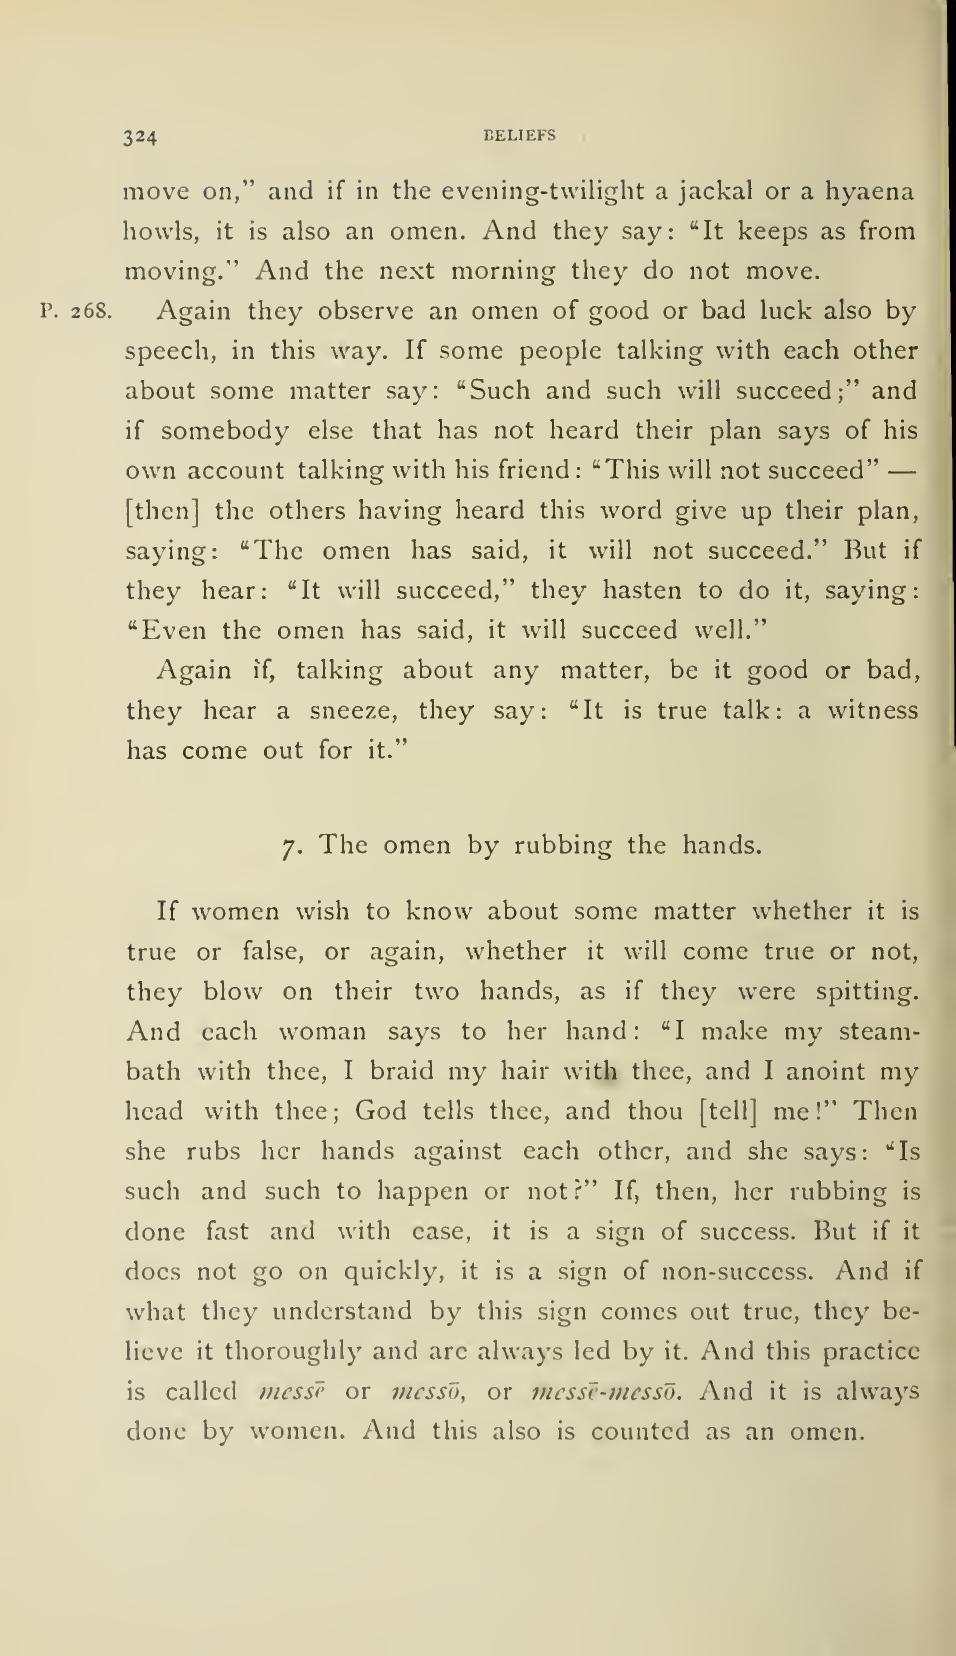 324 BELIEFS
move on,” and if in the evening-twilight a jackal or a hyaena
howls, it is also an omen. And they say: “It keeps as from
moving.” And the next morning they do not move.
P. 268. Again they observe an omen of good or bad luck also by
speech, in this way. If some people talking with each other
about some matter say: “Such and such will succeed;” and
if somebody else that has not heard their plan says of his
own account talking with his friend: “This will not succeed” —
[then] the others having heard this word give up their plan,
saying: “The omen has said, it will not succeed.” But if
they hear: “It will succeed,” they hasten to do it, saying:
“Even the omen has said, it will succeed well.”
Again if, talking about any matter, be it good or bad,
they hear a sneeze, they say: “It is true talk: a witness
has come out for it.”
7. The omen by rubbing the hands.
If women wish to know about some matter whether it is
true or false, or again, whether it will come true or not,
they blow on their two hands, as if they were spitting.
And each woman says to her hand: “I make my steam-
bath with thee, I braid my hair with thee, and I anoint my
head with thee; God tells thee, and thou [tell] me!” Then
she rubs her hands against each other, and she says: “Is
such and such to happen or not?” If, then, her rubbing is
done fast and with ease, it is a sign of success. But if it
does not go on quickly, it is a sign of non-success. And if
what they understand by this sign comes out true, they be-
lieve it thoroughly and are always led by it. And this practice
is called messē or messō, or messē-messō. And it is always
done by women. And this also is counted as an omen.